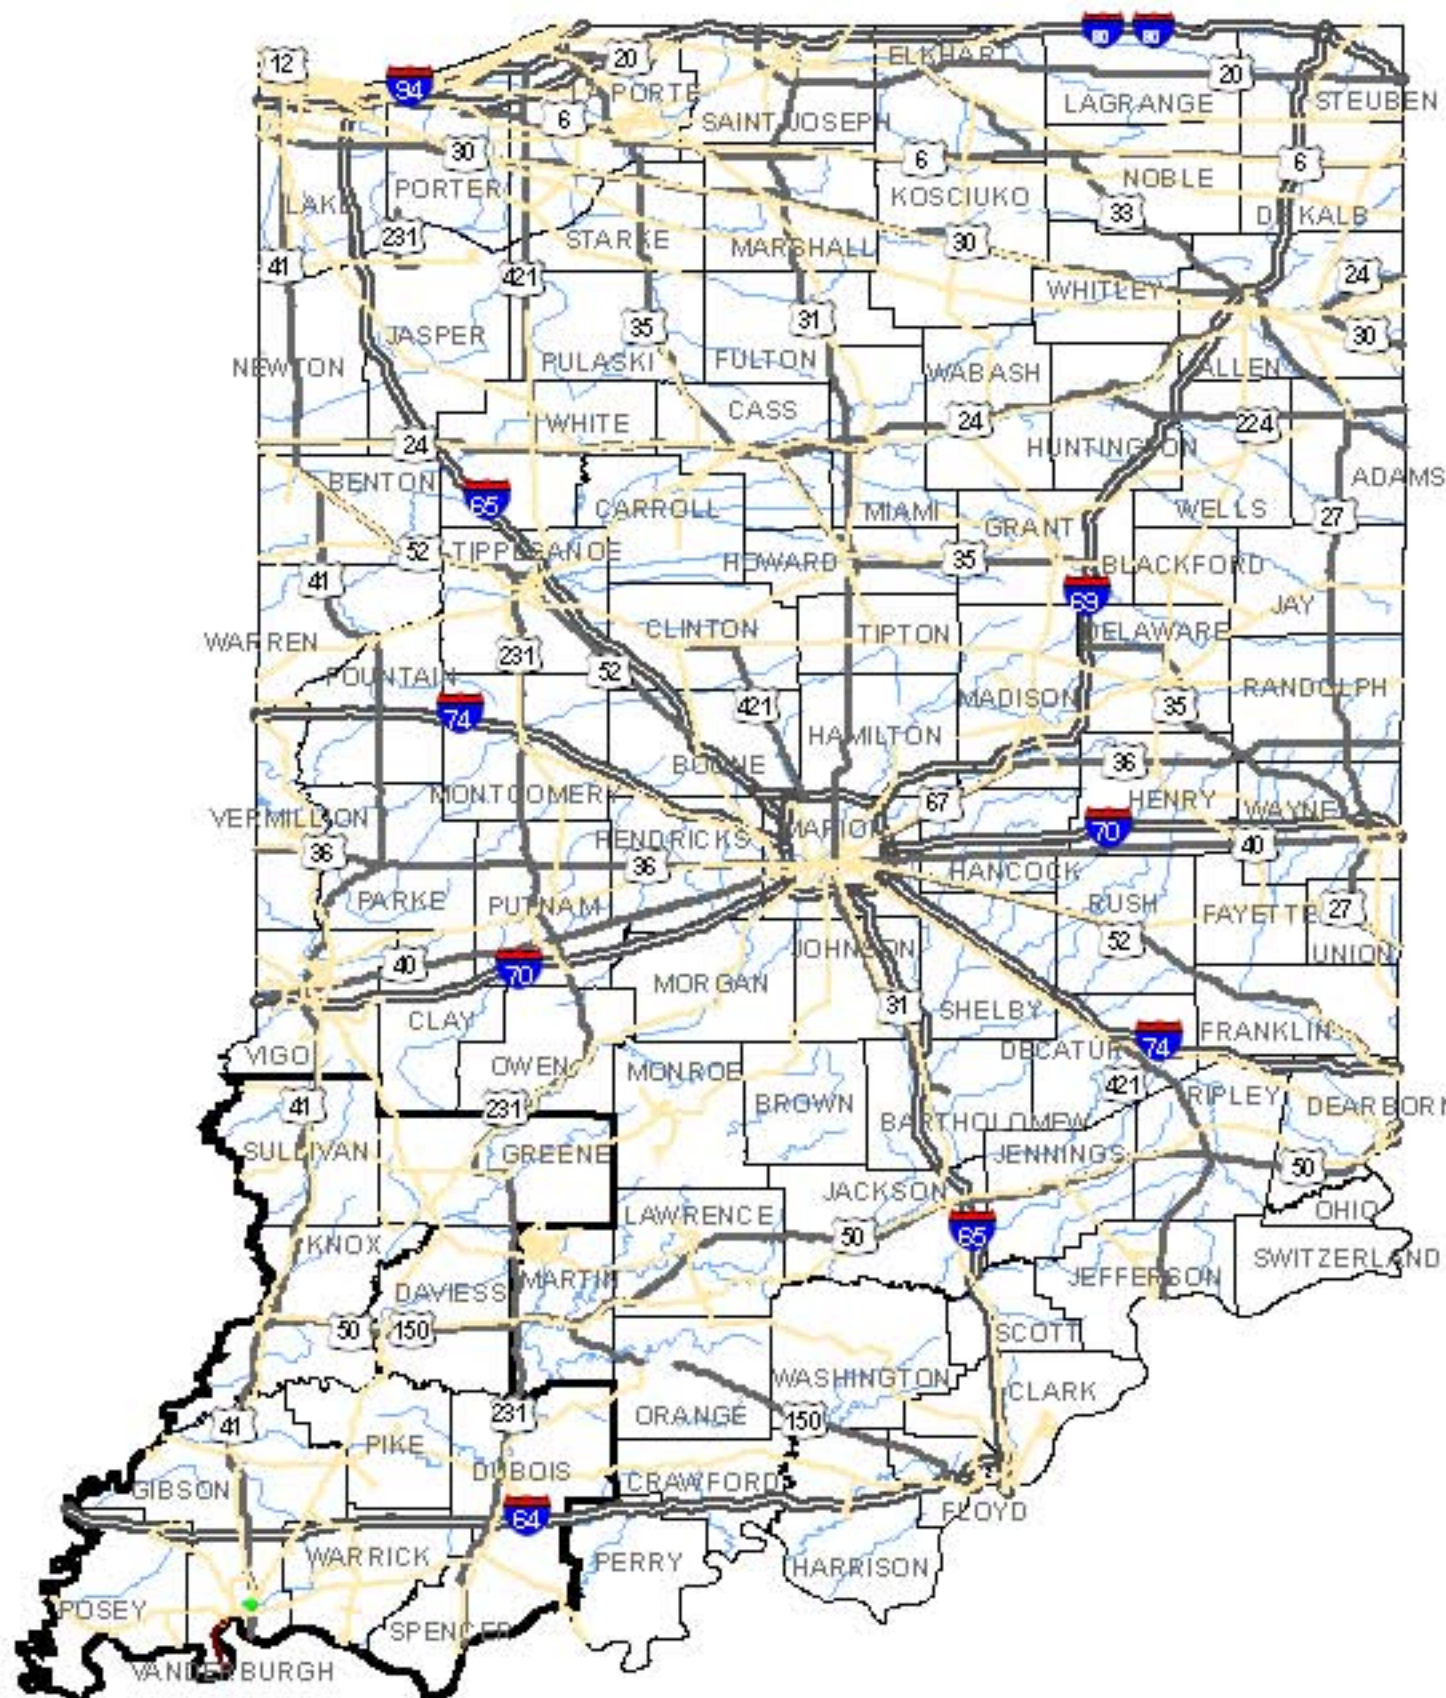 80 80
12
20
ELKHAR
94
20
LA PORTE
LAGRANGE
STEUBEN
6
SAINT JOSEPH
30
6
6
PORTER
KOSCIUKO
NOBLE
LAKE
33
DE KALB
231
STARKE
MARSHALL
30
41
421
24
WHITLEY
35
31
JASPER
30
NEWTON
PULASKI
FULTON
WABASH
ALLEN
CASS
WHITE
24
224
24
HUNTINGTON
BENTON
ADAMS
65
CARROLL
MIAMI
WELLS
GRANT
27
52
TIPPECANOE
HOWARD
35
BLACKFORD
41
69
JAY
WARREN
CLINTON
TIPTON
DELAWARE
231
52
FOUNTAIN
RANDOLPH
MADISON
74
421
35
HAMILTON
BOONE
36
MONTGOMERY
67
HENRY
WAYNE
VERMILLION
70
MARION
HENDRICKS
40
36
36
HANCOCK
PARKE
PUTNAM
RUSH
FAYETTE
27
52
JOHNSON
UNION
40
70
MORGAN
31
SHELBY
CLAY
FRANKLIN
74
VIGO
DECATUR
OWEN
MONROE
421
RIPLEY
BROWN
DEARBORN
41
231
BARTHOLOMEW
SULLIVAN
GREENE
JENNINGS
50
JACKSON
LAWRENCE
OHIO
65
50
KNOX
SWITZERLAND
MARTIN
JEFFERSON
DAVIESS
50
150
SCOTT
WASHINGTON
CLARK
231
ORANGE
150
41
PIKE
DUBOIS
CRAWFORD
GIBSON
FLOYD
64
WARRICK
PERRY
HARRISON
POSEY
SPENCER
VANDERBURGH